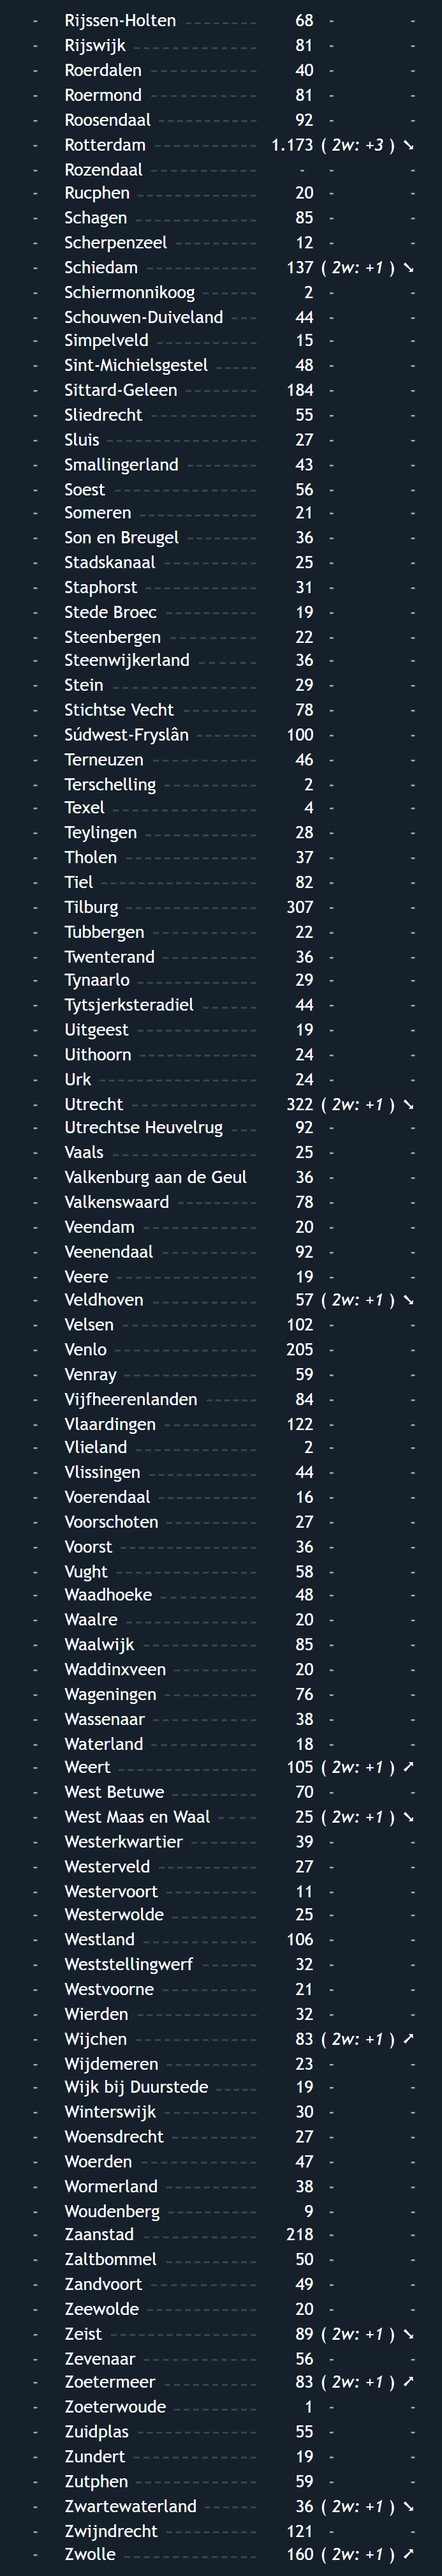 - Rijssen-Holten 68 - -
- Rijswijk 81 - -
- Roerdalen 40 - -
- Roermond 81 - -
- Roosendaal 92 - -
- Rotterdam 1.173 ( 2w: +3 ) ➘
- Rozendaal - - -
- Rucphen 20 - -
- Schagen 85 - -
- Scherpenzeel 12 - -
- Schiedam 137 ( 2w: +1 ) ➘
- Schiermonnikoog 2 - -
- Schouwen-Duiveland 44 - -
- Simpelveld 15 - -
- Sint-Michielsgestel 48 - -
- Sittard-Geleen 184 - -
- Sliedrecht 55 - -
- Sluis 27 - -
- Smallingerland 43 - -
- Soest 56 - -
- Someren 21 - -
- Son en Breugel 36 - -
- Stadskanaal 25 - -
- Staphorst 31 - -
- Stede Broec 19 - -
- Steenbergen 22 - -
- Steenwijkerland 36 - -
- Stein 29 - -
- Stichtse Vecht 78 - -
- Súdwest-Fryslân 100 - -
- Terneuzen 46 - -
- Terschelling 2 - -
- Texel 4 - -
- Teylingen 28 - -
- Tholen 37 - -
- Tiel 82 - -
- Tilburg 307 - -
- Tubbergen 22 - -
- Twenterand 36 - -
- Tynaarlo 29 - -
- Tytsjerksteradiel 44 - -
- Uitgeest 19 - -
- Uithoorn 24 - -
- Urk 24 - -
- Utrecht 322 ( 2w: +1 ) ➘
- Utrechtse Heuvelrug 92 - -
- Vaals 25 - -
- Valkenburg aan de Geul 36 - -
- Valkenswaard 78 - -
- Veendam 20 - -
- Veenendaal 92 - -
- Veere 19 - -
- Veldhoven 57 ( 2w: +1 ) ➘
- Velsen 102 - -
- Venlo 205 - -
- Venray 59 - -
- Vijfheerenlanden 84 - -
- Vlaardingen 122 - -
- Vlieland 2 - -
- Vlissingen 44 - -
- Voerendaal 16 - -
- Voorschoten 27 - -
- Voorst 36 - -
- Vught 58 - -
- Waadhoeke 48 - -
- Waalre 20 - -
- Waalwijk 85 - -
- Waddinxveen 20 - -
- Wageningen 76 - -
- Wassenaar 38 - -
- Waterland 18 - -
- Weert 105 ( 2w: +1 ) ➚
- West Betuwe 70 - -
- West Maas en Waal 25 ( 2w: +1 ) ➘
- Westerkwartier 39 - -
- Westerveld 27 - -
- Westervoort 11 - -
- Westerwolde 25 - -
- Westland 106 - -
- Weststellingwerf 32 - -
- Westvoorne 21 - -
- Wierden 32 - -
- Wijchen 83 ( 2w: +1 ) ➚
- Wijdemeren 23 - -
- Wijk bij Duurstede 19 - -
- Winterswijk 30 - -
- Woensdrecht 27 - -
- Woerden 47 - -
- Wormerland 38 - -
- Woudenberg 9 - -
- Zaanstad 218 - -
- Zaltbommel 50 - -
- Zandvoort 49 - -
- Zeewolde 20 - -
- Zeist 89 ( 2w: +1 ) ➘
- Zevenaar 56 - -
- Zoetermeer 83 ( 2w: +1 ) ➚
- Zoeterwoude 1 - -
- Zuidplas 55 - -
- Zundert 19 - -
- Zutphen 59 - -
- Zwartewaterland 36 ( 2w: +1 ) ➘
- Zwijndrecht 121 - -
- Zwolle 160 ( 2w: +1 ) ➚